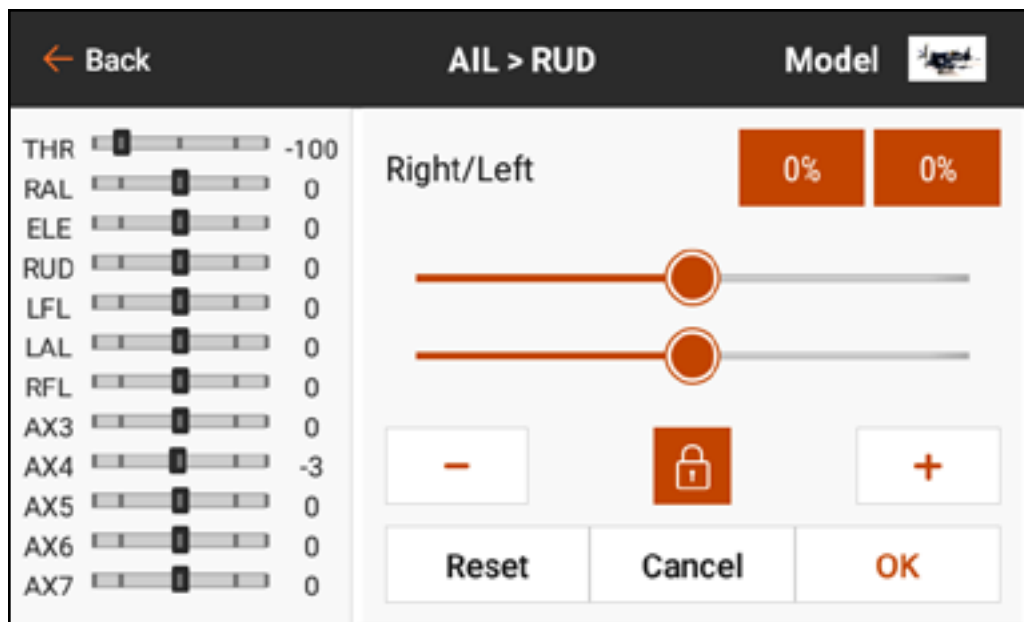 ← Back AIL > RUD Model
THR -100
RAL 0
ELE 0
RUD 0
LFL 0
LAL 0
RFL 0
AX3 0
AX4 -3
AX5 0
AX6 0
AX7 0
Right/Left 0% 0%
− +
Reset Cancel OK